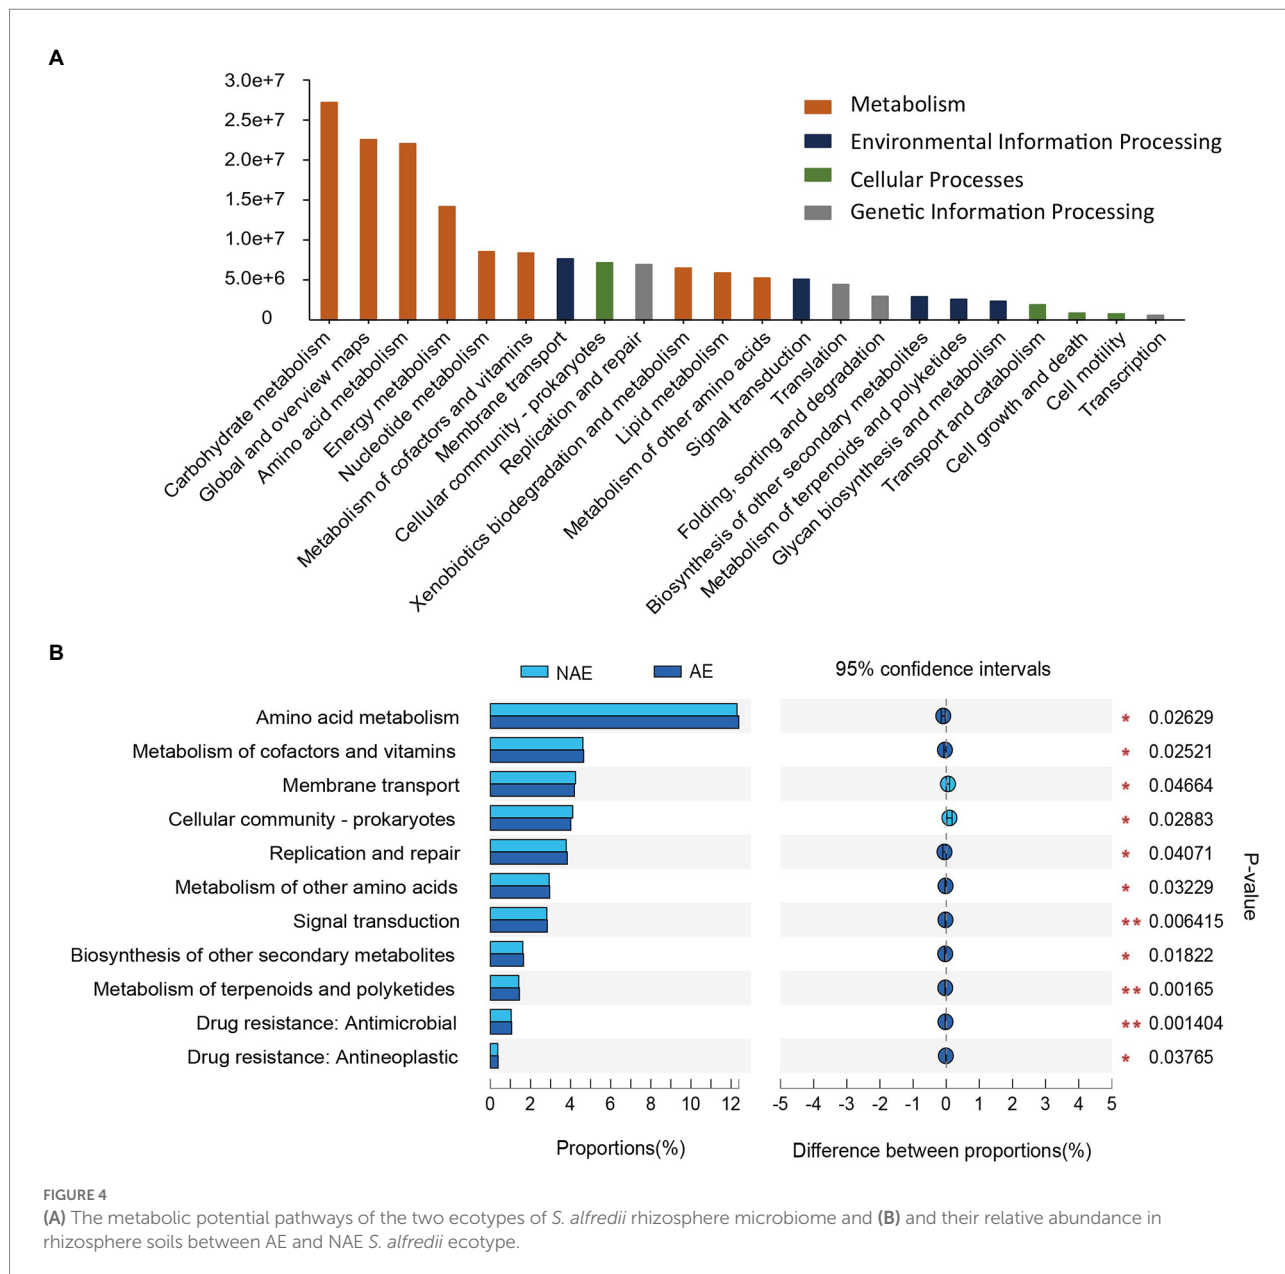 A
3.0e+7
2.5e+7
2.0e+7
1.5e+7
1.0e+7
5.0e+6
0
Metabolism
Environmental Information Processing
Cellular Processes
Genetic Information Processing
Carbohydrate metabolism
Global and overview maps
Amino acid metabolism
Energy metabolism
Nucleotide metabolism
Metabolism of cofactors and vitamins
Membrane transport
Cellular community - prokaryotes
Replication and repair
Xenobiotics biodegradation and metabolism
Lipid metabolism
Metabolism of other amino acids
Signal transduction
Translation
Folding, sorting and degradation
Biosynthesis of other secondary metabolites
Metabolism of terpenoids and polyketides
Glycan biosynthesis and metabolism
Transport and catabolism
Cell growth and death
Cell motility
Transcription
B
NAE AE 95% confidence intervals
Amino acid metabolism * 0.02629
Metabolism of cofactors and vitamins * 0.02521
Membrane transport * 0.04664
Cellular community - prokaryotes * 0.02883
Replication and repair * 0.04071
Metabolism of other amino acids * 0.03229
Signal transduction ** 0.006415
Biosynthesis of other secondary metabolites * 0.01822
Metabolism of terpenoids and polyketides ** 0.00165
Drug resistance: Antimicrobial ** 0.001404
Drug resistance: Antineoplastic * 0.03765
P-value
0 2 4 6 8 10 12 -5 -4 -3 -2 -1 0 1 2 3 4 5
Proportions(%) Difference between proportions(%)
FIGURE 4
(A) The metabolic potential pathways of the two ecotypes of S. alfredii rhizosphere microbiome and (B) and their relative abundance in
rhizosphere soils between AE and NAE S. alfredii ecotype.